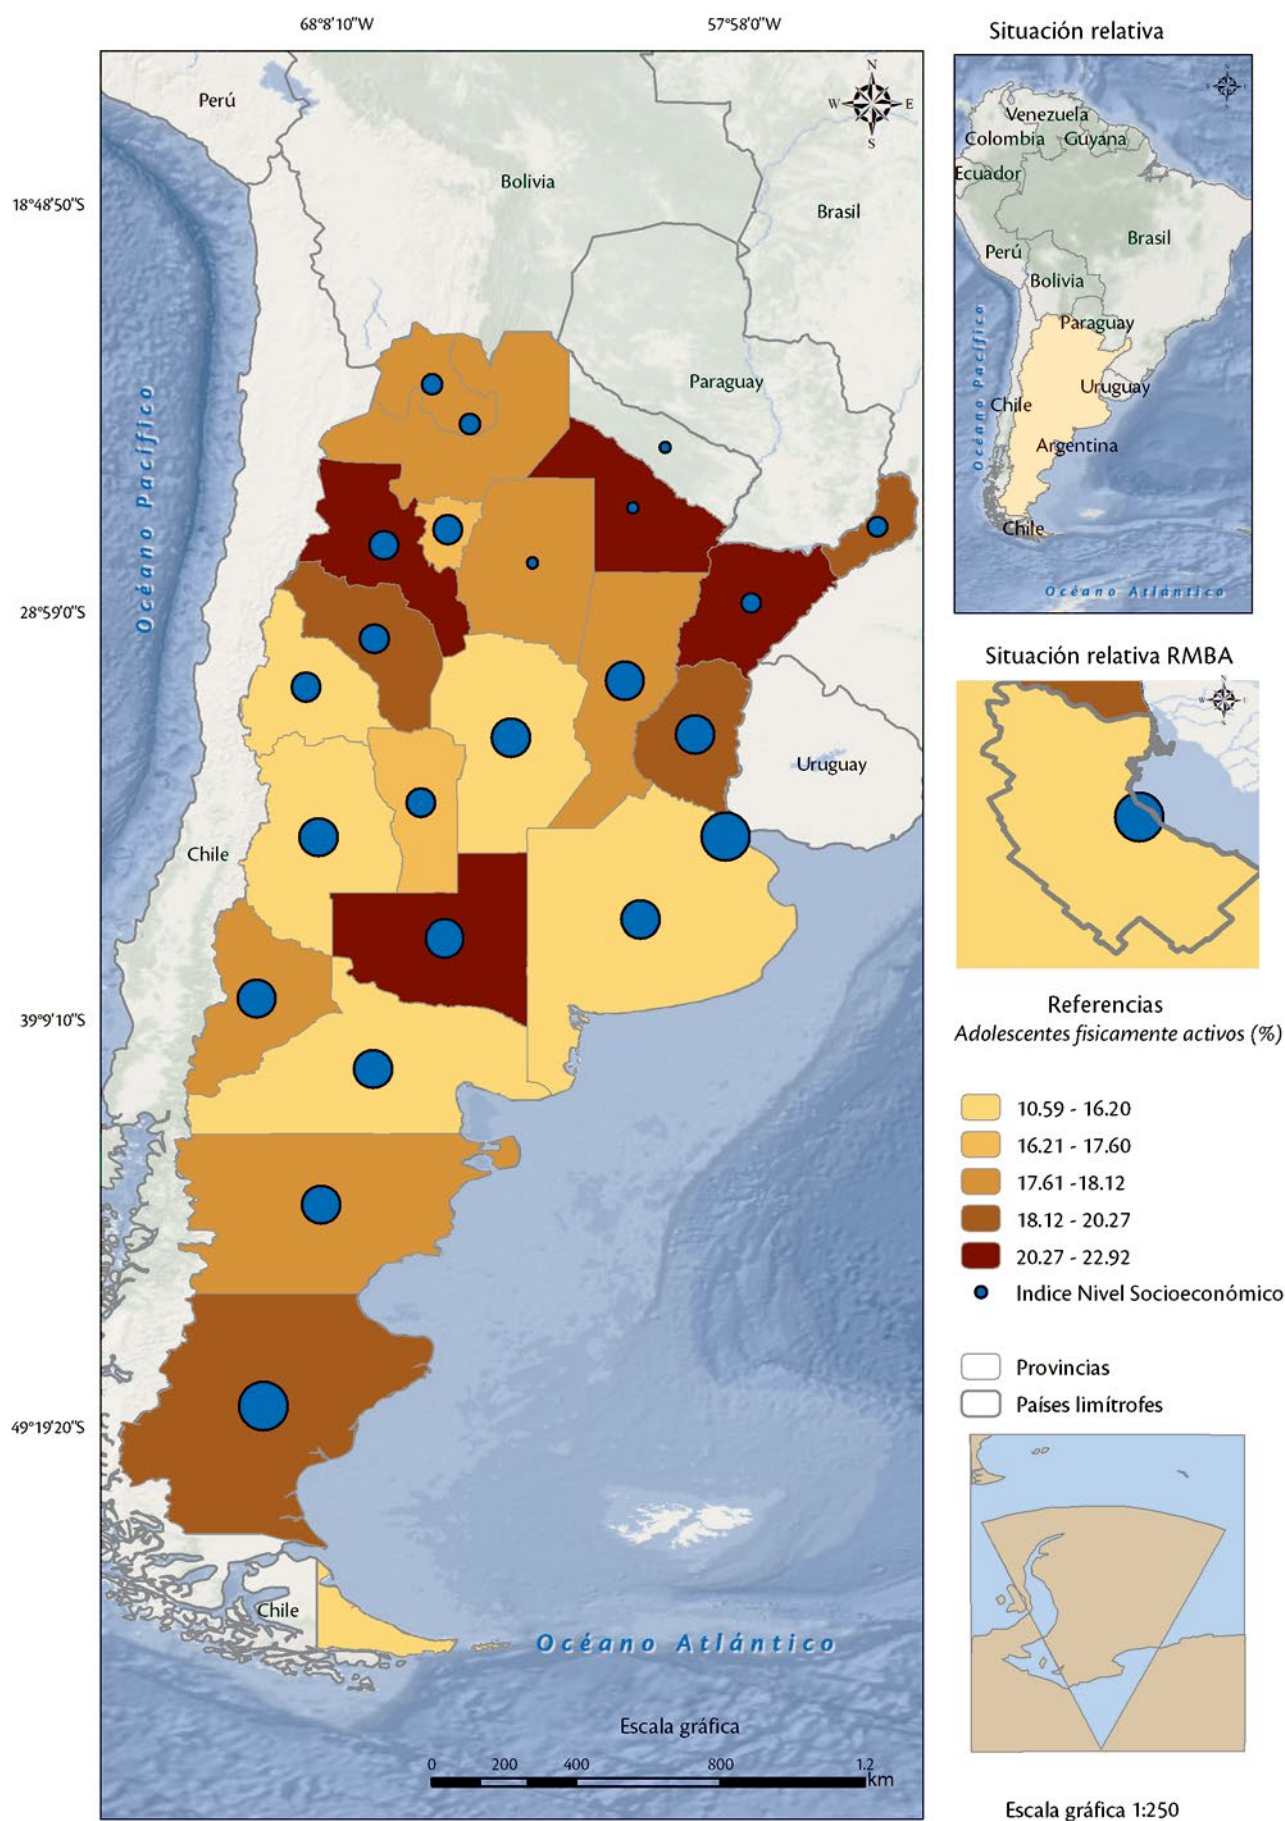 68°8'10"W
57°58'0"W
18°48'50"S
28°59'0"S
39°9'10"S
49°19'20"S
N
W
E
S
Perú
Bolivia
Brasil
Paraguay
Uruguay
Chile
Chile
Océano Pacífico
Océano Atlántico
Escala gráfica
0 200 400 800 1.2
km
Situación relativa
Venezuela
Colombia
Guyana
Ecuador
Perú
Brasil
Bolivia
Paraguay
Uruguay
Chile
Argentina
Chile
Océano Pacífico
Océano Atlántico
Situación relativa RMBA
Referencias
Adolescentes fisicamente activos (%)
10.59 - 16.20
16.21 - 17.60
17.61 -18.12
18.12 - 20.27
20.27 - 22.92
Indice Nivel Socioeconómico
Provincias
Países limítrofes
Escala gráfica 1:250